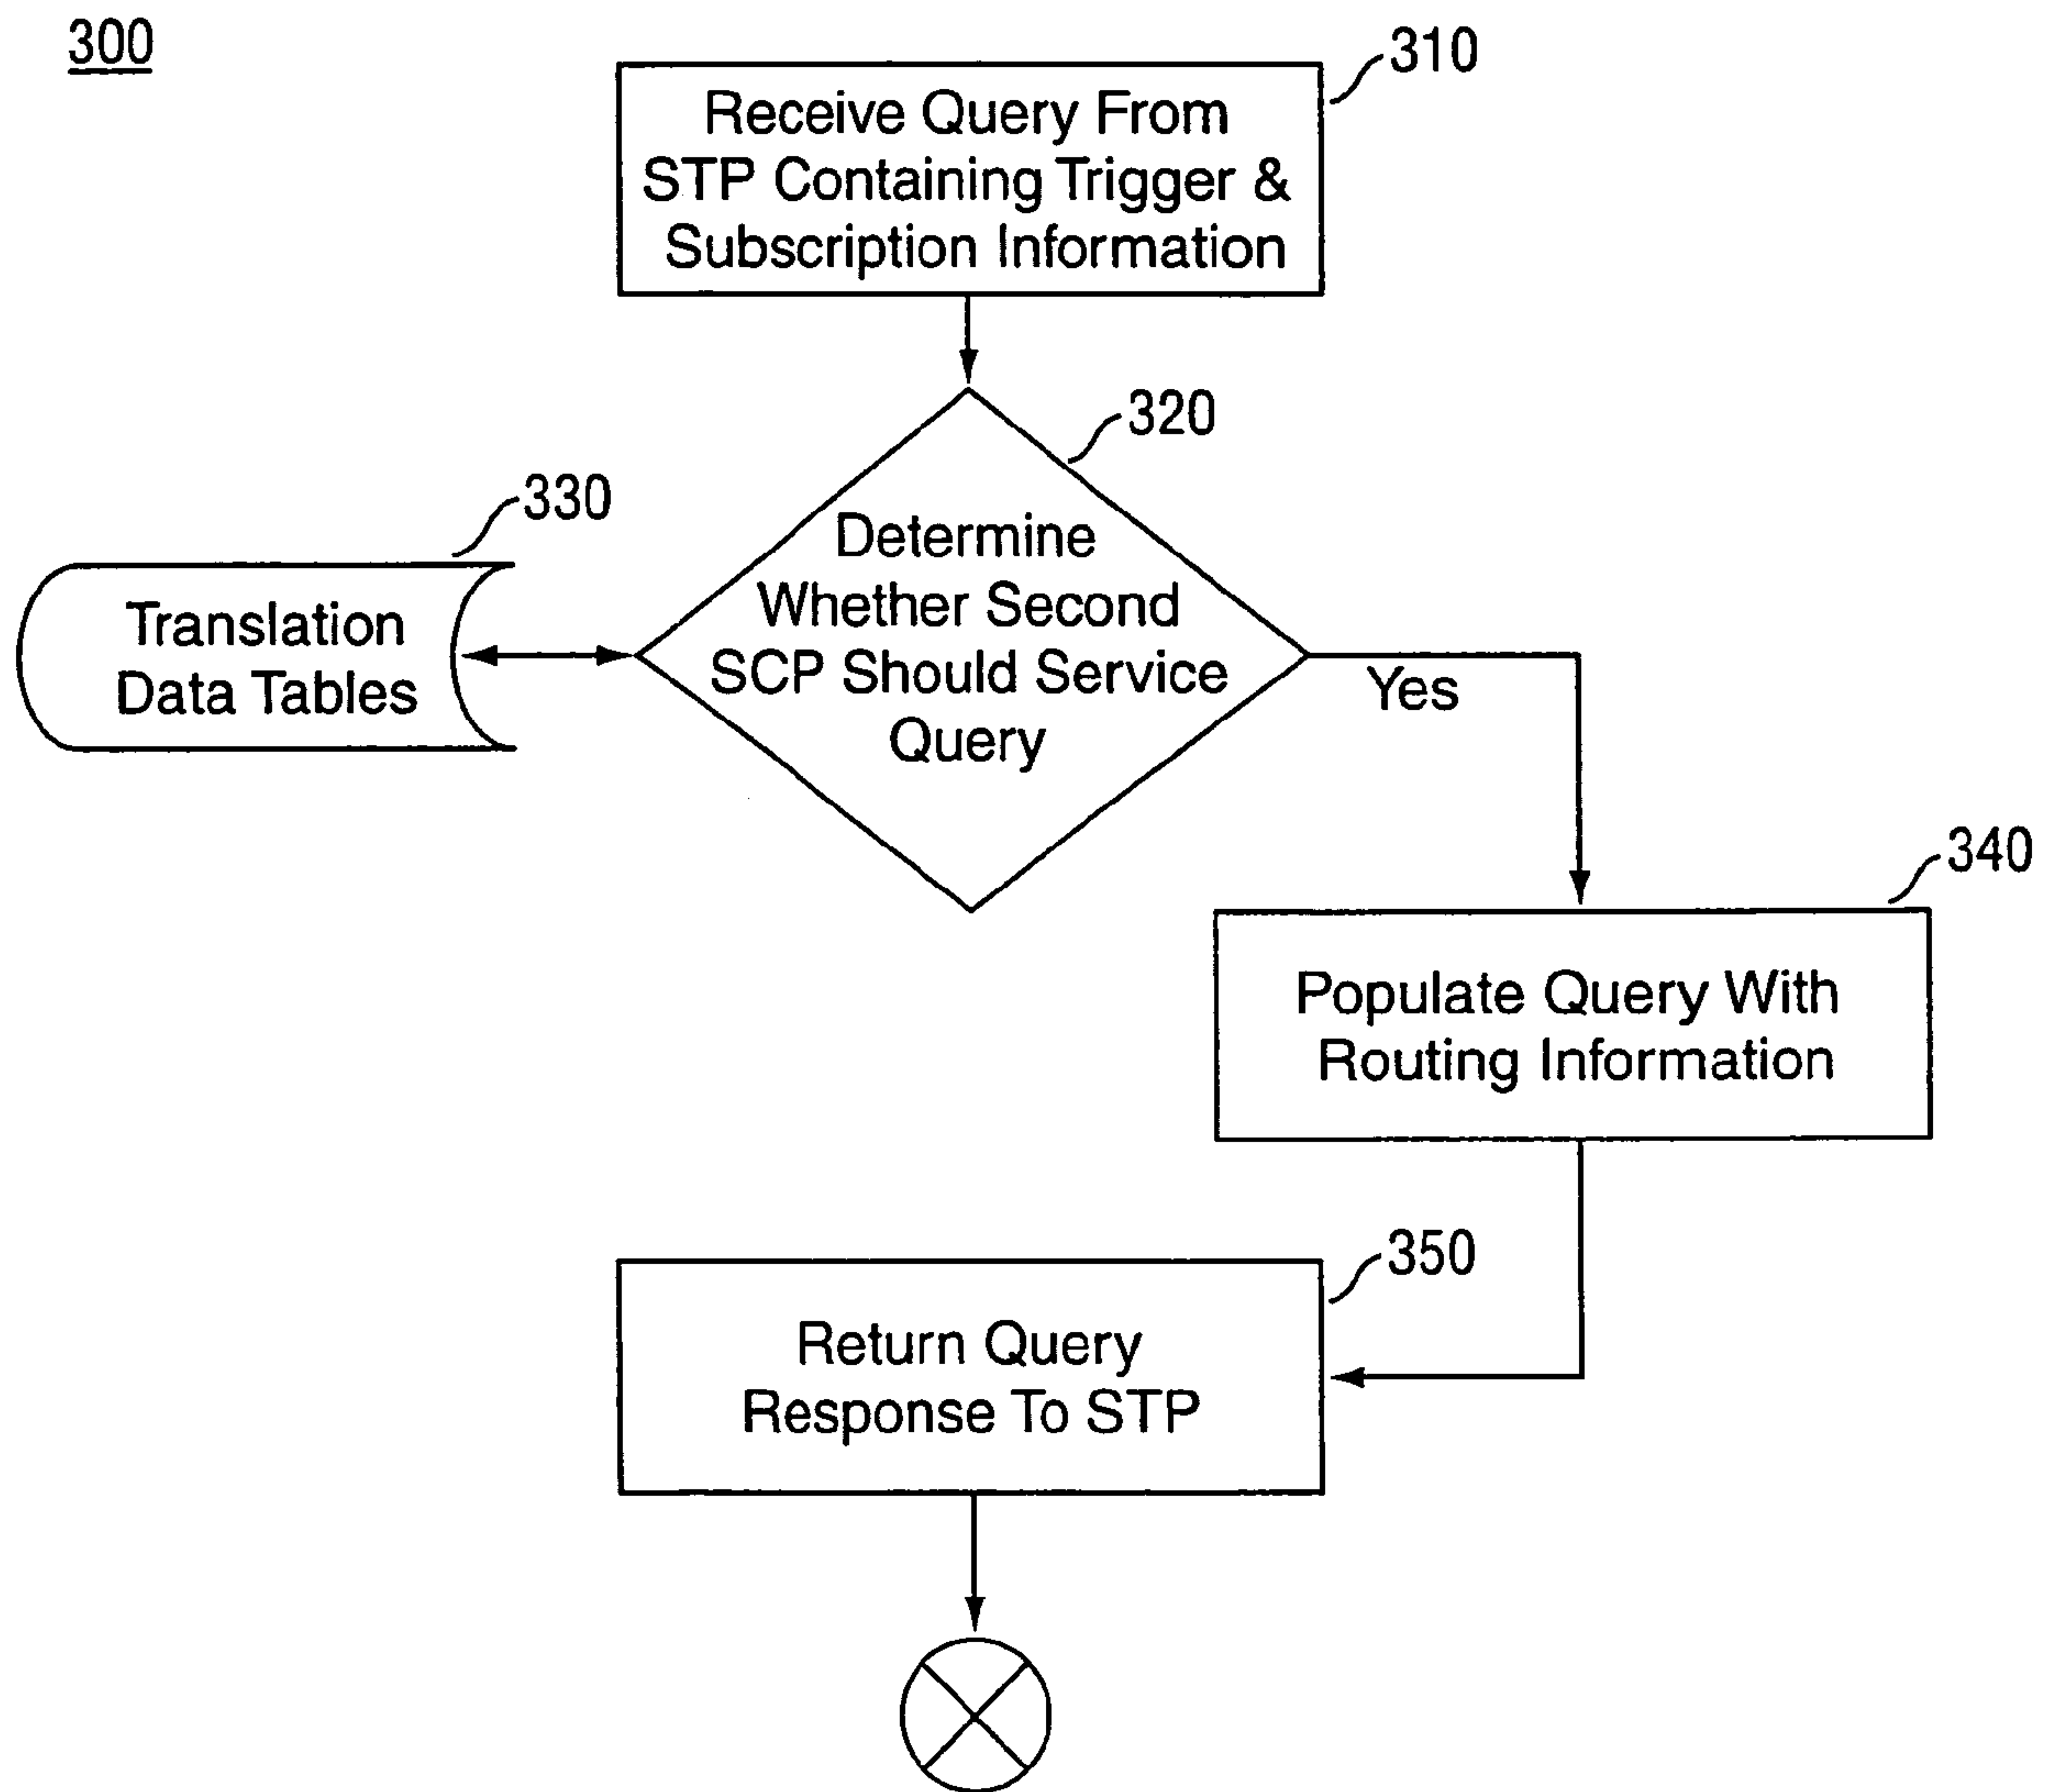 300
310
Receive Query From
STP Containing Trigger &
Subscription Information
320
Determine
Whether Second
SCP Should Service
Query
330
Translation
Data Tables
Yes
340
Populate Query With
Routing Information
350
Return Query
Response To STP